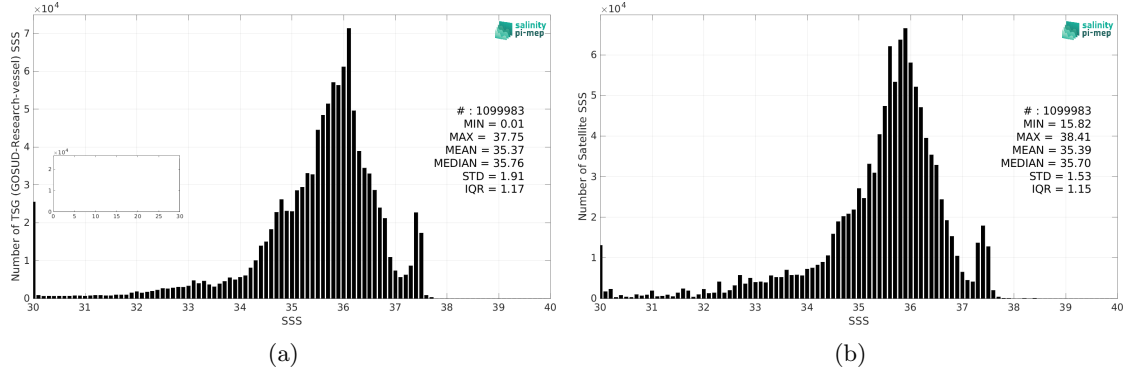 ×10⁴
7
6
5
4
3
2
1
0
Number of TSG (GOSUD-Research-vessel) SSS
salinity
pi-mep
# : 1099983
MIN = 0.01
MAX = 37.75
MEAN = 35.37
MEDIAN = 35.76
STD = 1.91
IQR = 1.17
×10⁴
2
1
0
0 5 10 15 20 25 30
30 31 32 33 34 35 36 37 38 39 40
SSS
(a)
×10⁴
6
5
4
3
2
1
0
Number of Satellite SSS
salinity
pi-mep
# : 1099983
MIN = 15.82
MAX = 38.41
MEAN = 35.39
MEDIAN = 35.70
STD = 1.53
IQR = 1.15
30 31 32 33 34 35 36 37 38 39 40
SSS
(b)